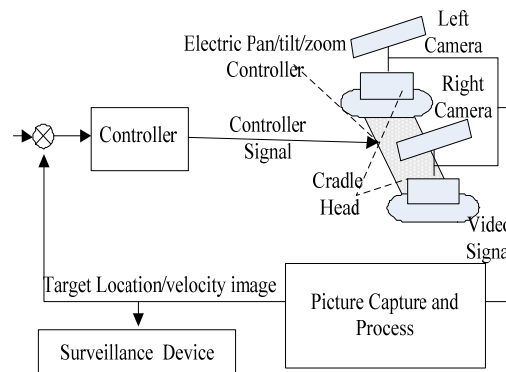 Left
Camera
Electric Pan/tilt/zoom
Controller
Right
Camera
Controller
Controller
Signal
Cradle
Head
Video
Signal
Target Location/velocity image
Picture Capture and
Process
Surveillance Device